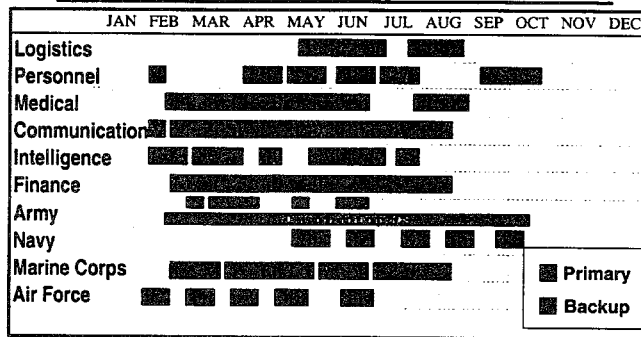 JAN FEB MAR APR MAY JUN JUL AUG SEP OCT NOV DEC
Logistics
Personnel
Medical
Communication
Intelligence
Finance
Army
Navy
Marine Corps
Air Force
Primary
Backup